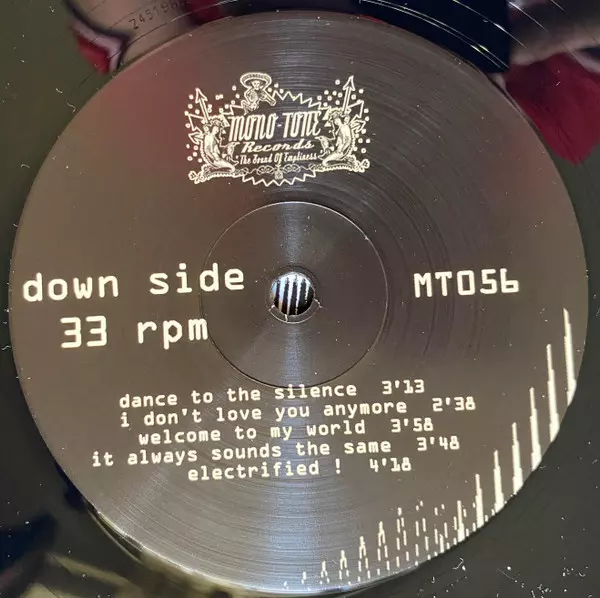 MONO-TONE
Records
The Brand Of Emptiness
down side
MT056
33 rpm
dance to the silence 3'13
i don't love you anymore 2'38
welcome to my world 3'58
it always sounds the same 3'48
electrified ! 4'18